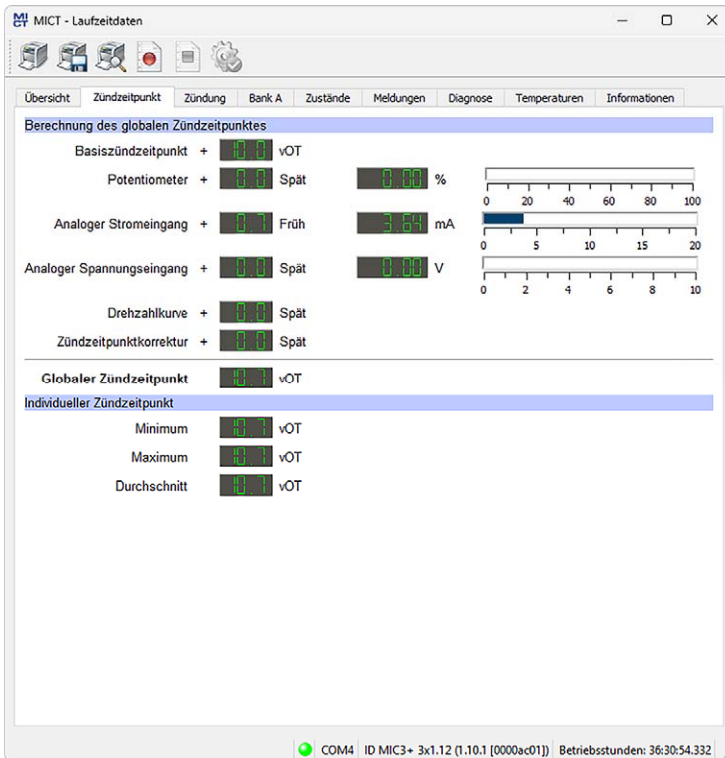 MICT - Laufzeitdaten
Übersicht Zündzeitpunkt Zündung Bank A Zustände Meldungen Diagnose Temperaturen Informationen
Berechnung des globalen Zündzeitpunktes
Basiszündzeitpunkt + 10.0 vOT
Potentiometer + 0.0 Spät 0.00 %
0 20 40 60 80 100
Analoger Stromeingang + 0.7 Früh 3.64 mA
0 5 10 15 20
Analoger Spannungseingang + 0.0 Spät 0.00 V
0 2 4 6 8 10
Drehzahlkurve + 0.0 Spät
Zündzeitpunktkorrektur + 0.0 Spät
Globaler Zündzeitpunkt 10.7 vOT
Individueller Zündzeitpunkt
Minimum 10.7 vOT
Maximum 10.7 vOT
Durchschnitt 10.7 vOT
COM4 ID MIC3+ 3x1.12 (1.10.1 [0000ac01]) Betriebsstunden: 36:30:54.332